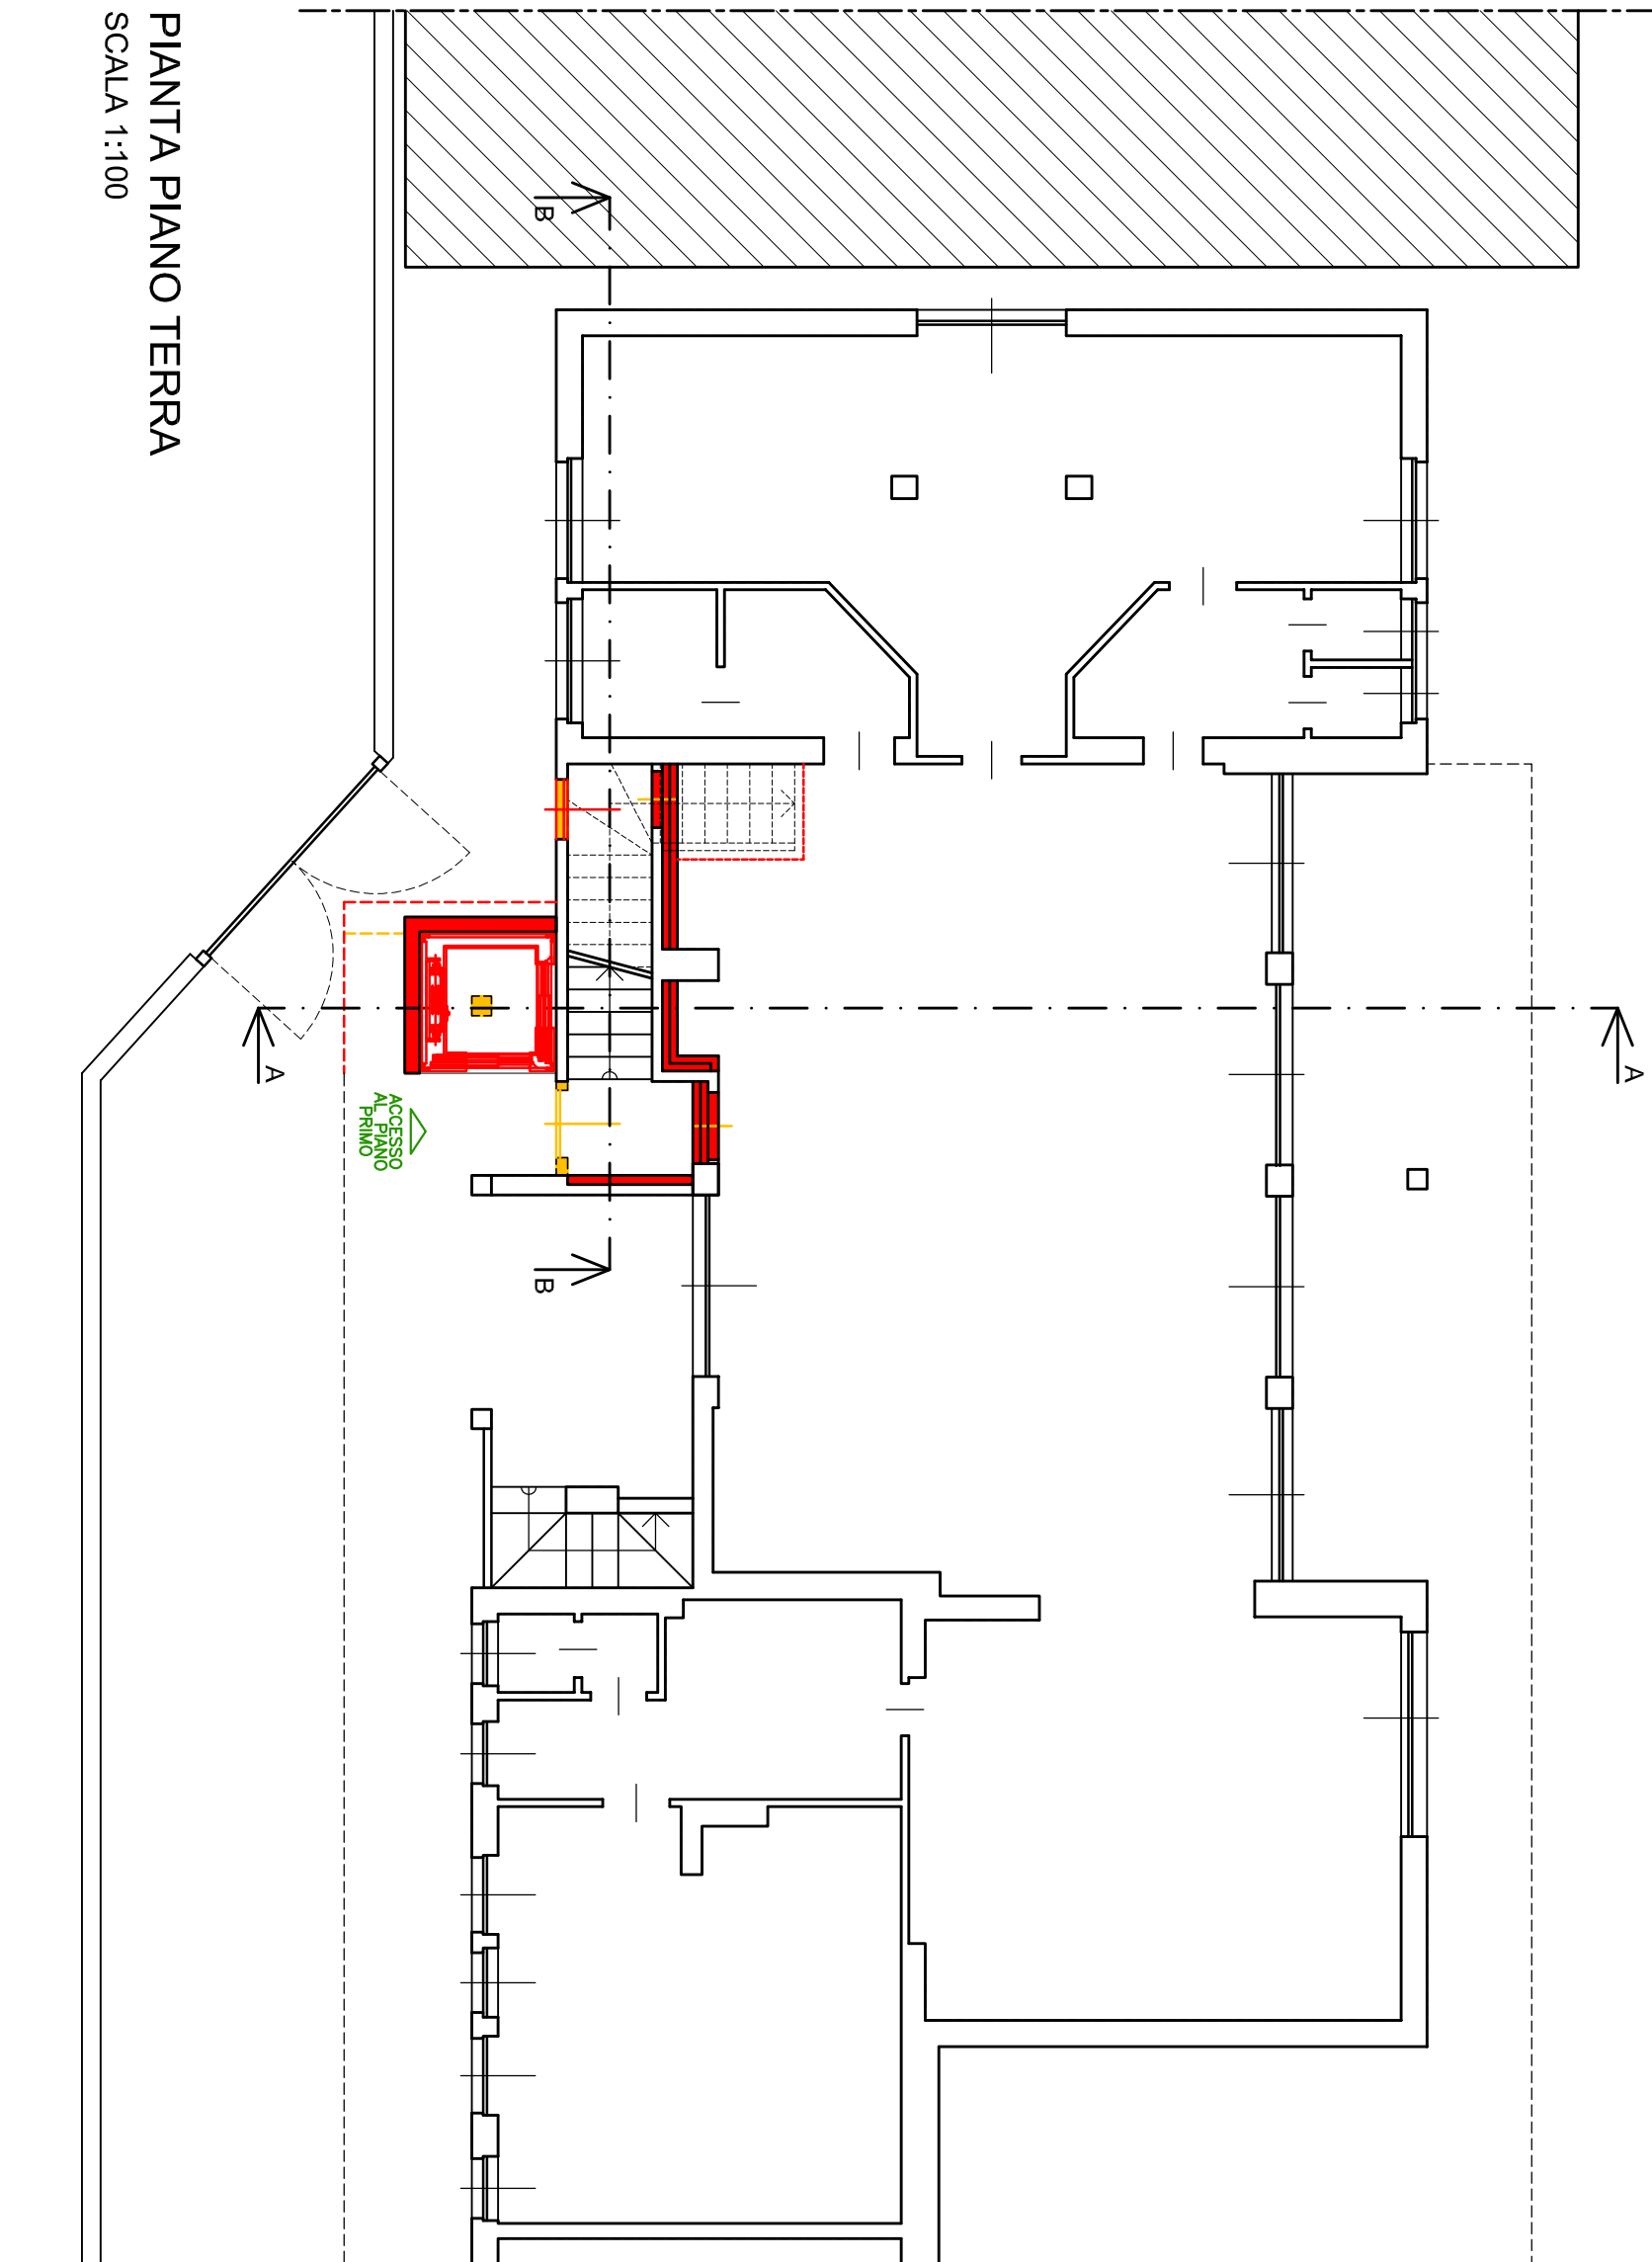 PIANTA PIANO TERRA
SCALA 1:100
B
A
A
ACCESSO
AL PIANO
PRIMO
B